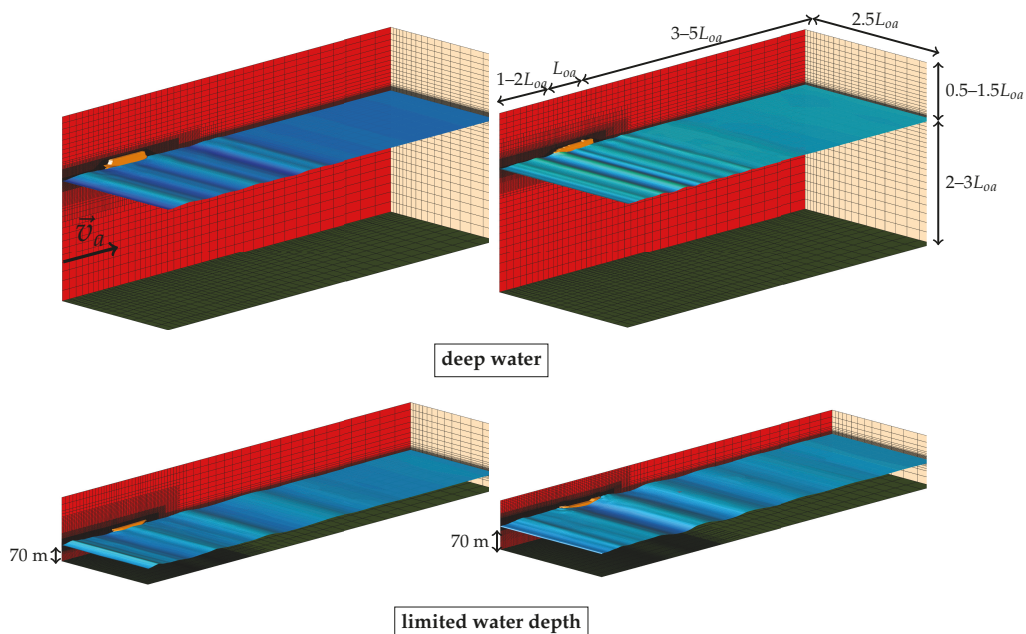 2.5Lₒₐ
3–5Lₒₐ
Lₒₐ
1–2Lₒₐ
0.5–1.5Lₒₐ
2–3Lₒₐ
v⃗ₐ
deep water
70 m
70 m
limited water depth